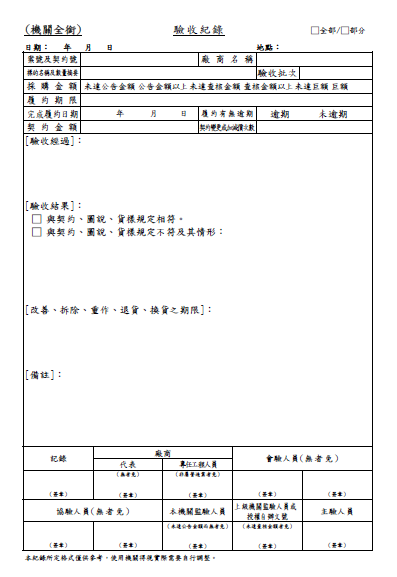 (機關全銜) 驗收紀錄 □全部/□部分
日期： 年 月 日 地點：
案號及契約號 廠商名稱
標的名稱及數量摘要 驗收批次
採購金額 未達公告金額 公告金額以上未達查核金額 查核金額以上未達巨額 巨額
履約期限
完成履約日期 年 月 日 履約有無逾期 逾期 未逾期
契約金額 契約變更或加減價次數
[驗收經過]：
[驗收結果]：
□ 與契約、圖說、貨樣規定相符。
□ 與契約、圖說、貨樣規定不符及其情形：
[改善、拆除、重作、退貨、換貨之期限]：
[備註]：
紀錄 廠商 會驗人員(無者免)
代表 專任工程人員
(無者免) (非屬營造業者免)
(簽章) (簽章) (簽章) (簽章) (簽章)
協驗人員(無者免) 本機關監驗人員 上級機關監驗人員或授權自辦文號 主驗人員
(未達公告金額而無者免) (未達查核金額者免)
(簽章) (簽章) (簽章) (簽章) (簽章)
本紀錄所定格式僅供參考，使用機關得視實際需要自行調整。